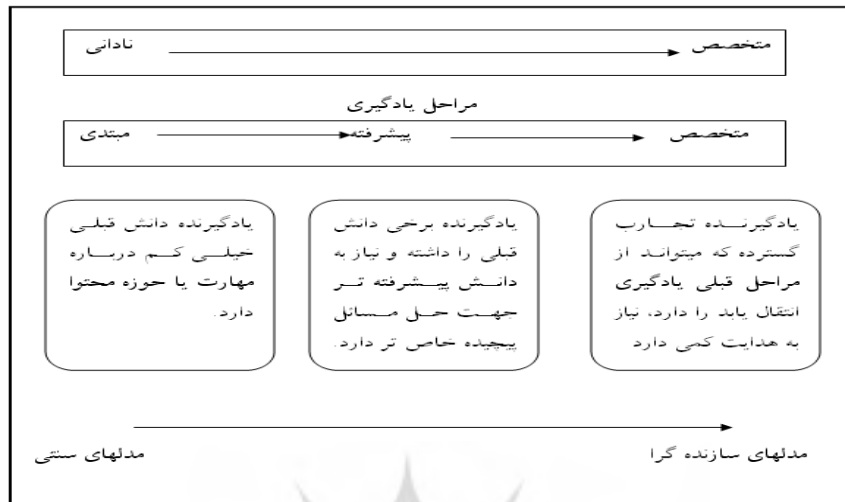 نادانی متخصص
مراحل یادگیری
مبتدی پیشرفته متخصص
یادگیرنده دانش قبلی
خیلی کم درباره
مهارت یا حوزه محتوا
دارد.
یادگیرنده برخی دانش
قبلی را داشته و نیاز به
دانش پیشرفته تر
جهت حل مسائل
پیچیده خاص تر دارد.
یادگیرنده تجارب
گسترده که میتواند از
مراحل قبلی یادگیری
انتقال یابد را دارد، نیاز
به هدایت کمی دارد
مدلهای سنتی مدلهای سازنده گرا